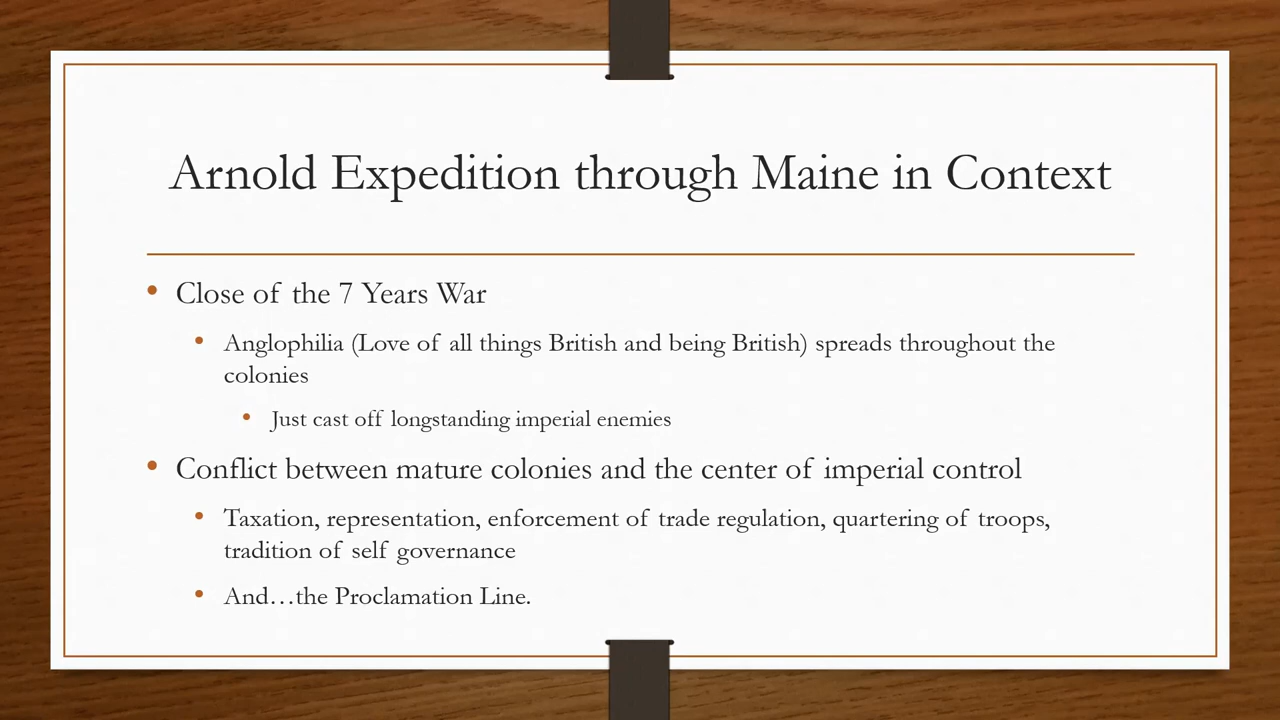 Arnold Expedition through Maine in Context
• Close of the 7 Years War
• Anglophilia (Love of all things British and being British) spreads throughout the
colonies
• Just cast off longstanding imperial enemies
• Conflict between mature colonies and the center of imperial control
• Taxation, representation, enforcement of trade regulation, quartering of troops,
tradition of self governance
• And…the Proclamation Line.